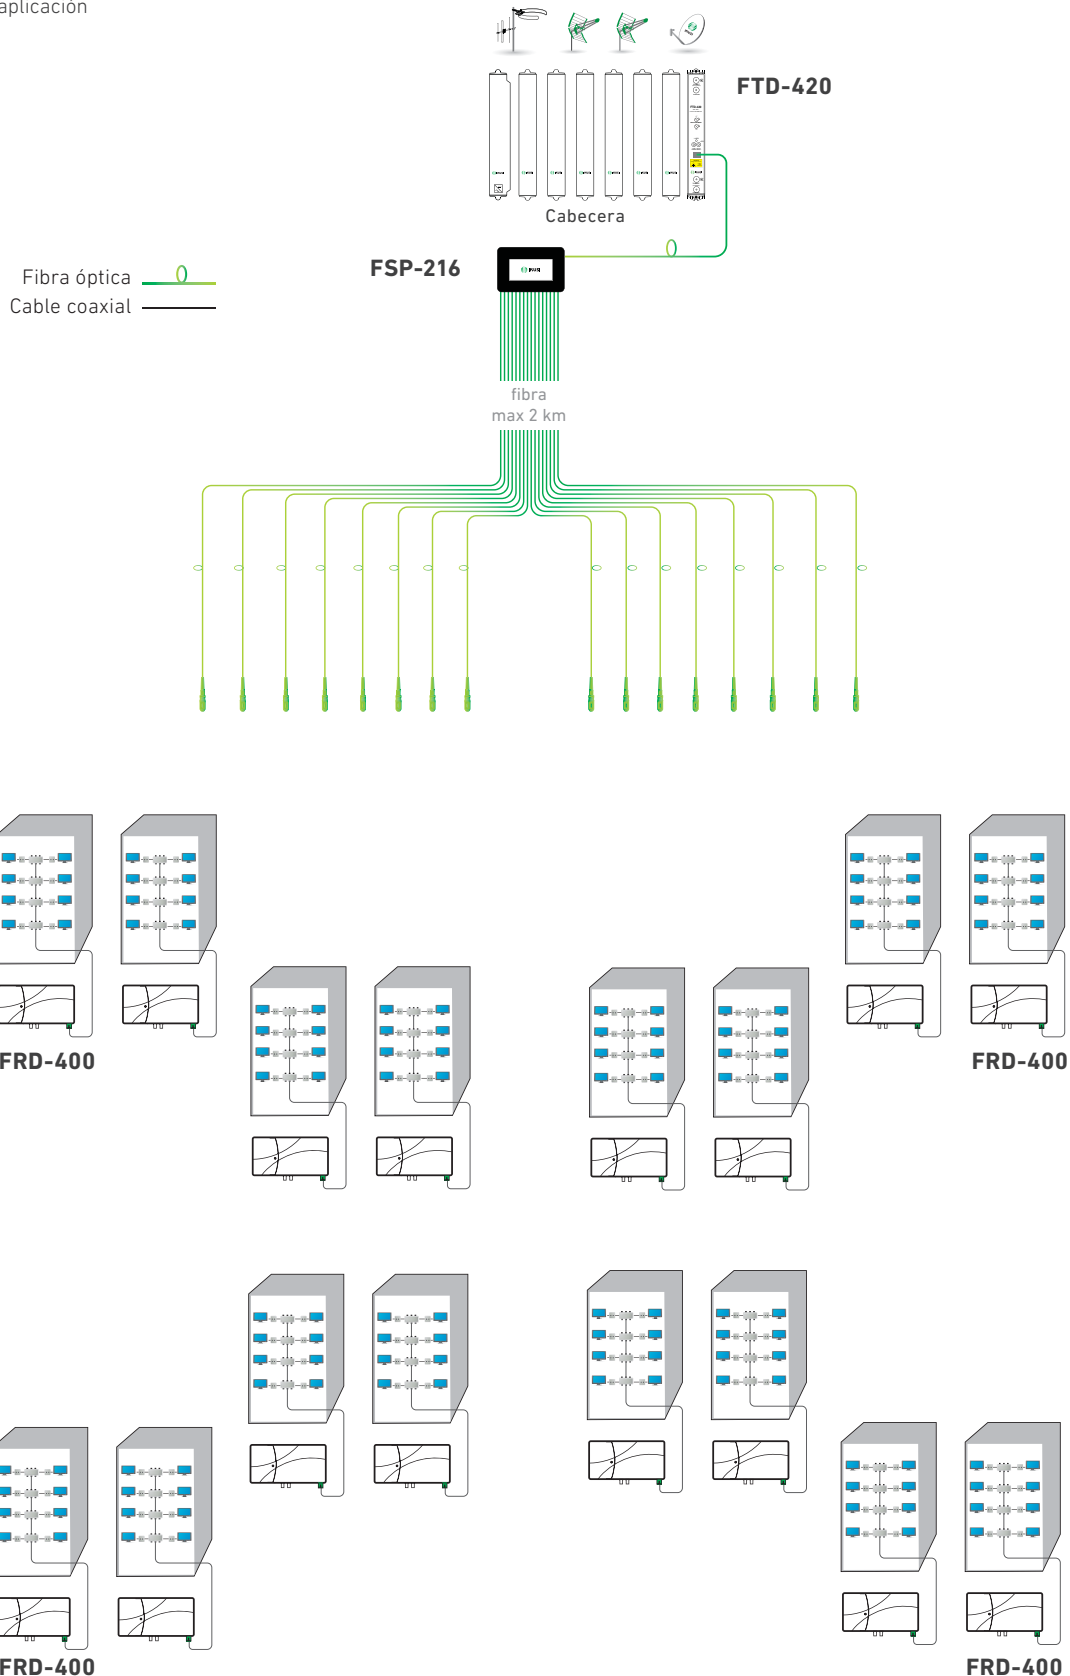 aplicación
FTD-420
Cabecera
FSP-216
Fibra óptica
Cable coaxial
fibra
max 2 km
FRD-400
FRD-400
FRD-400
FRD-400